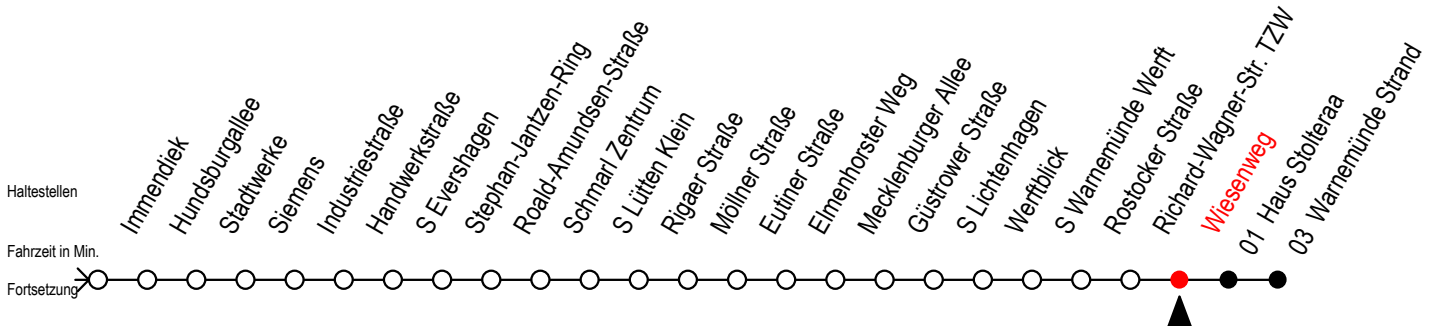 Haltestellen
Fahrzeit in Min.
Fortsetzung
Immendiek
Hundsburgallee
Stadtwerke
Siemens
Industriestraße
Handwerkstraße
S Evershagen
Stephan-Jantzen-Ring
Roald-Amundsen-Straße
Schmarl Zentrum
S Lütten Klein
Rigaer Straße
Möllner Straße
Eutiner Straße
Elmenhorster Weg
Mecklenburger Allee
Güstrower Straße
S Lichtenhagen
Werftblick
S Warnemünde Werft
Rostocker Straße
Richard-Wagner-Str. TZW
Wiesenweg
01 Haus Stolteraa
03 Warnemünde Strand